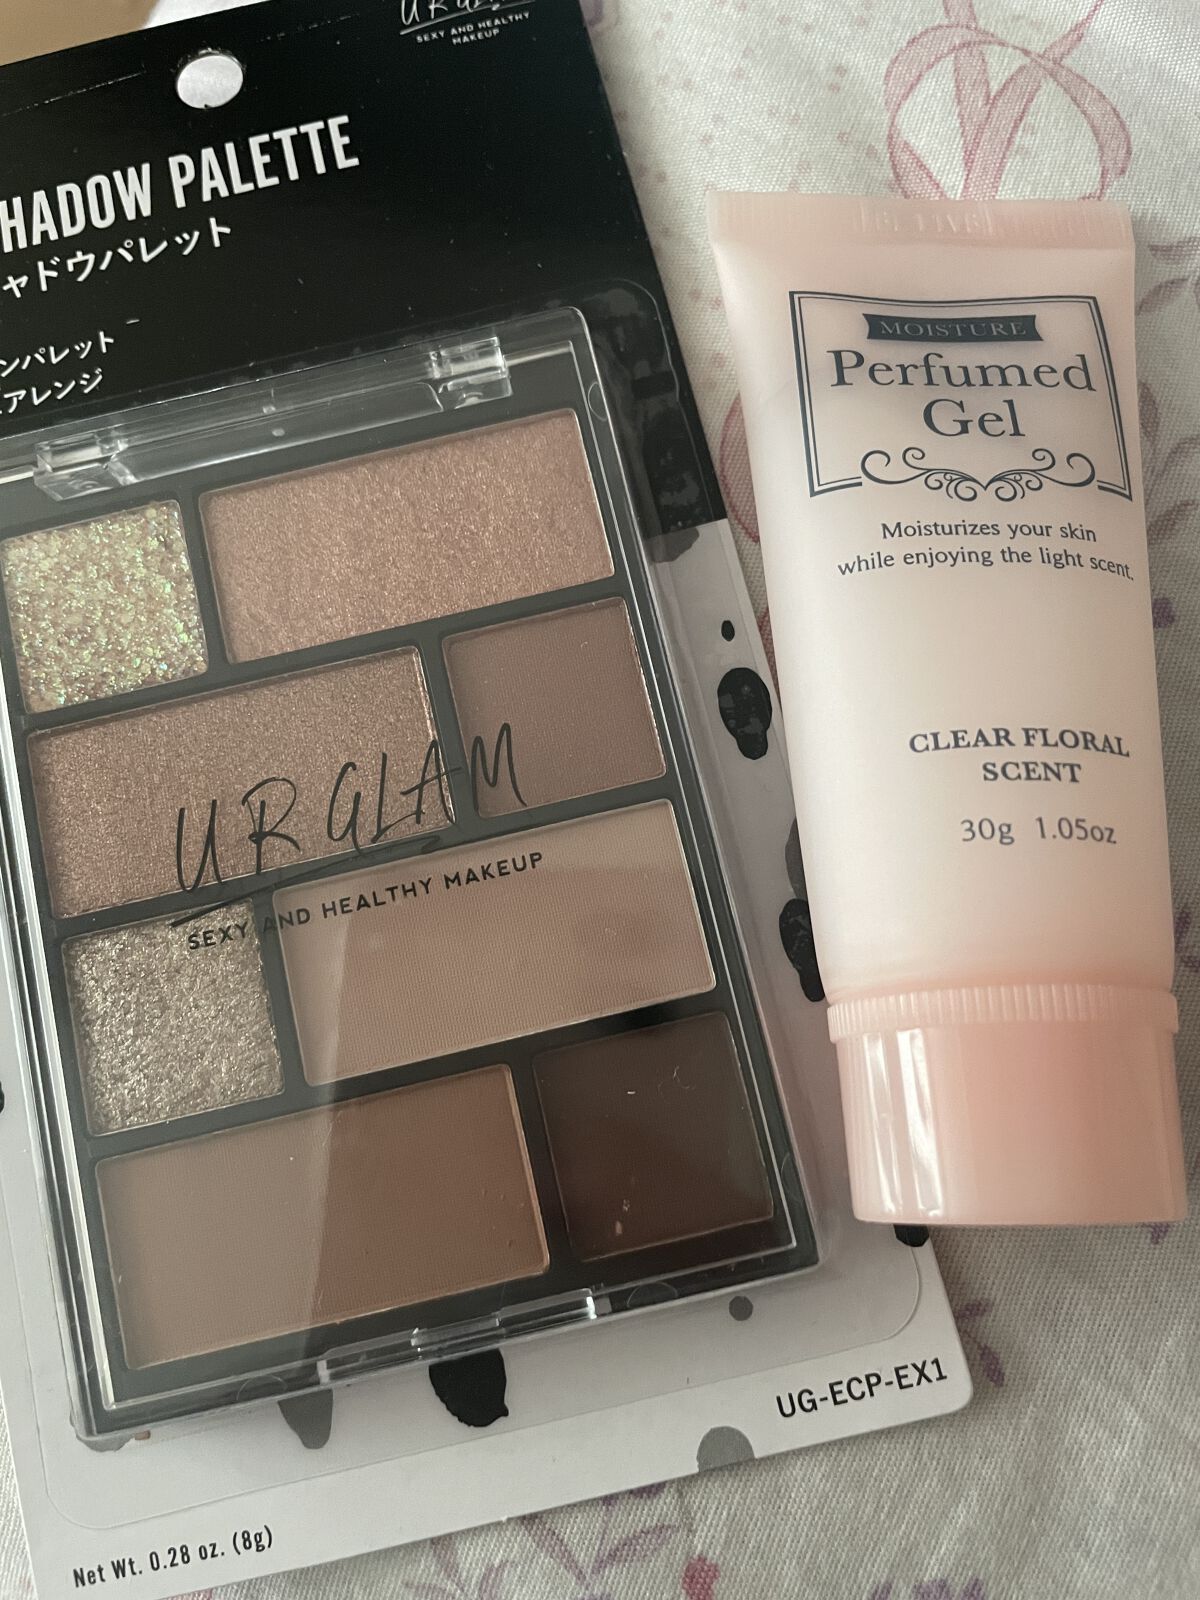 UR GLAM
SEXY AND HEALTHY
MAKEUP
HADOW PALETTE
ャドウパレット
ンパレット
アレンジ
UR GLAM
SEXY AND HEALTHY MAKEUP
UG-ECP-EX1
Net Wt. 0.28 oz. (8g)
MOISTURE
Perfumed
Gel
Moisturizes your skin
while enjoying the light scent.
CLEAR FLORAL
SCENT
30g 1.05oz